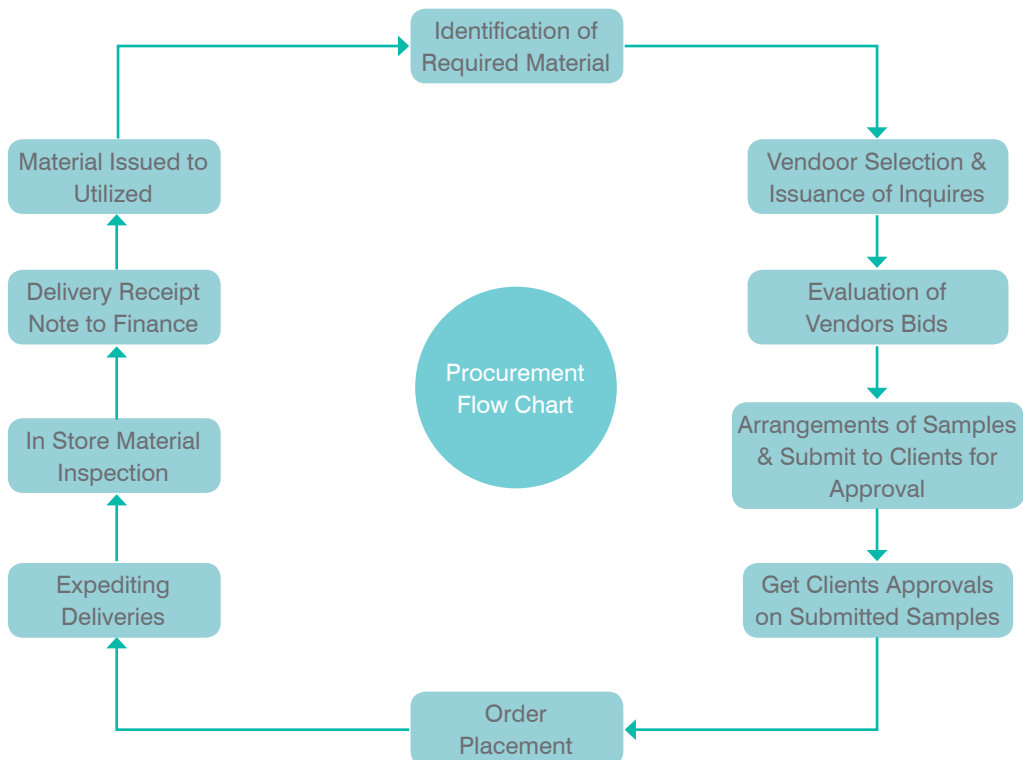 Identification of
Required Material
Vendoor Selection &
Issuance of Inquires
Evaluation of
Vendors Bids
Arrangements of Samples
& Submit to Clients for
Approval
Get Clients Approvals
on Submitted Samples
Order
Placement
Expediting
Deliveries
In Store Material
Inspection
Delivery Receipt
Note to Finance
Material Issued to
Utilized
Procurement
Flow Chart